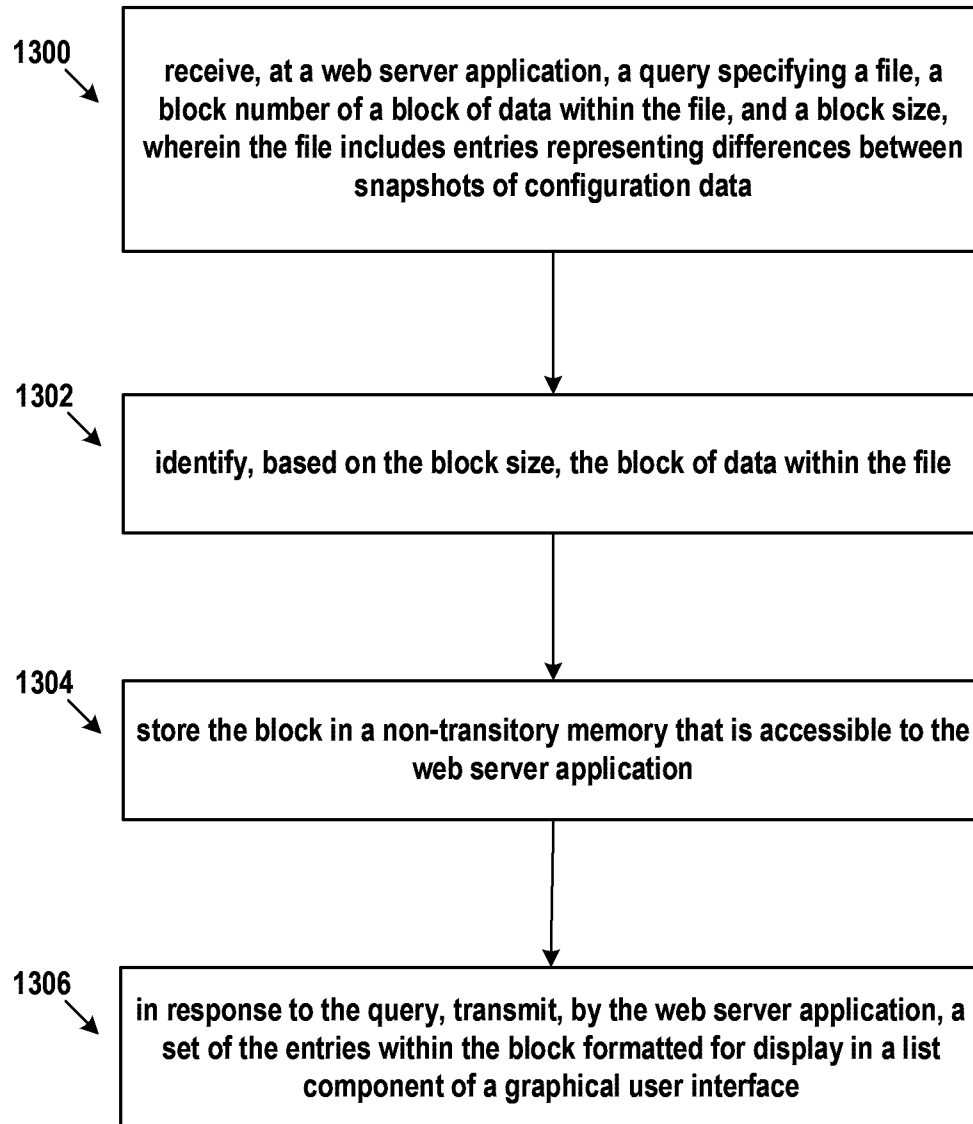 1300
receive, at a web server application, a query specifying a file, a
block number of a block of data within the file, and a block size,
wherein the file includes entries representing differences between
snapshots of configuration data
1302
identify, based on the block size, the block of data within the file
1304
store the block in a non-transitory memory that is accessible to the
web server application
1306
in response to the query, transmit, by the web server application, a
set of the entries within the block formatted for display in a list
component of a graphical user interface